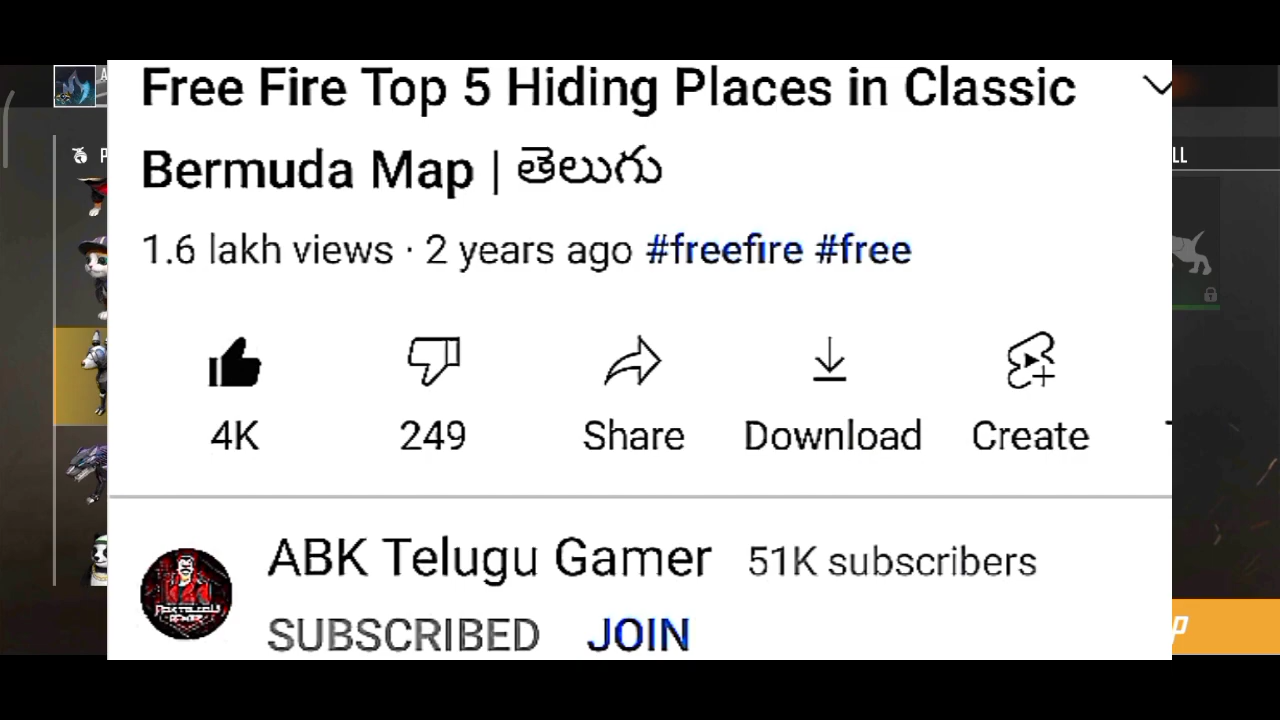 Free Fire Top 5 Hiding Places in Classic
Bermuda Map | తెలుగు
1.6 lakh views · 2 years ago #freefire #free
4K 249 Share Download Create
ABK Telugu Gamer 51K subscribers
SUBSCRIBED JOIN